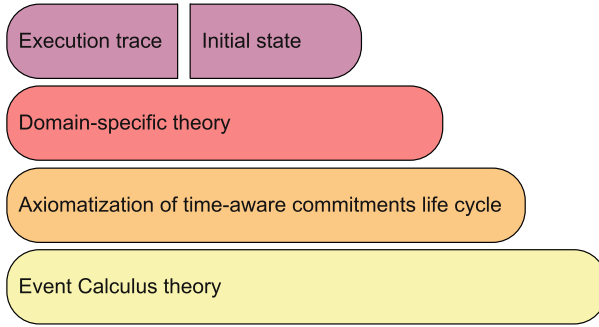 Execution trace
Initial state
Domain-specific theory
Axiomatization of time-aware commitments life cycle
Event Calculus theory